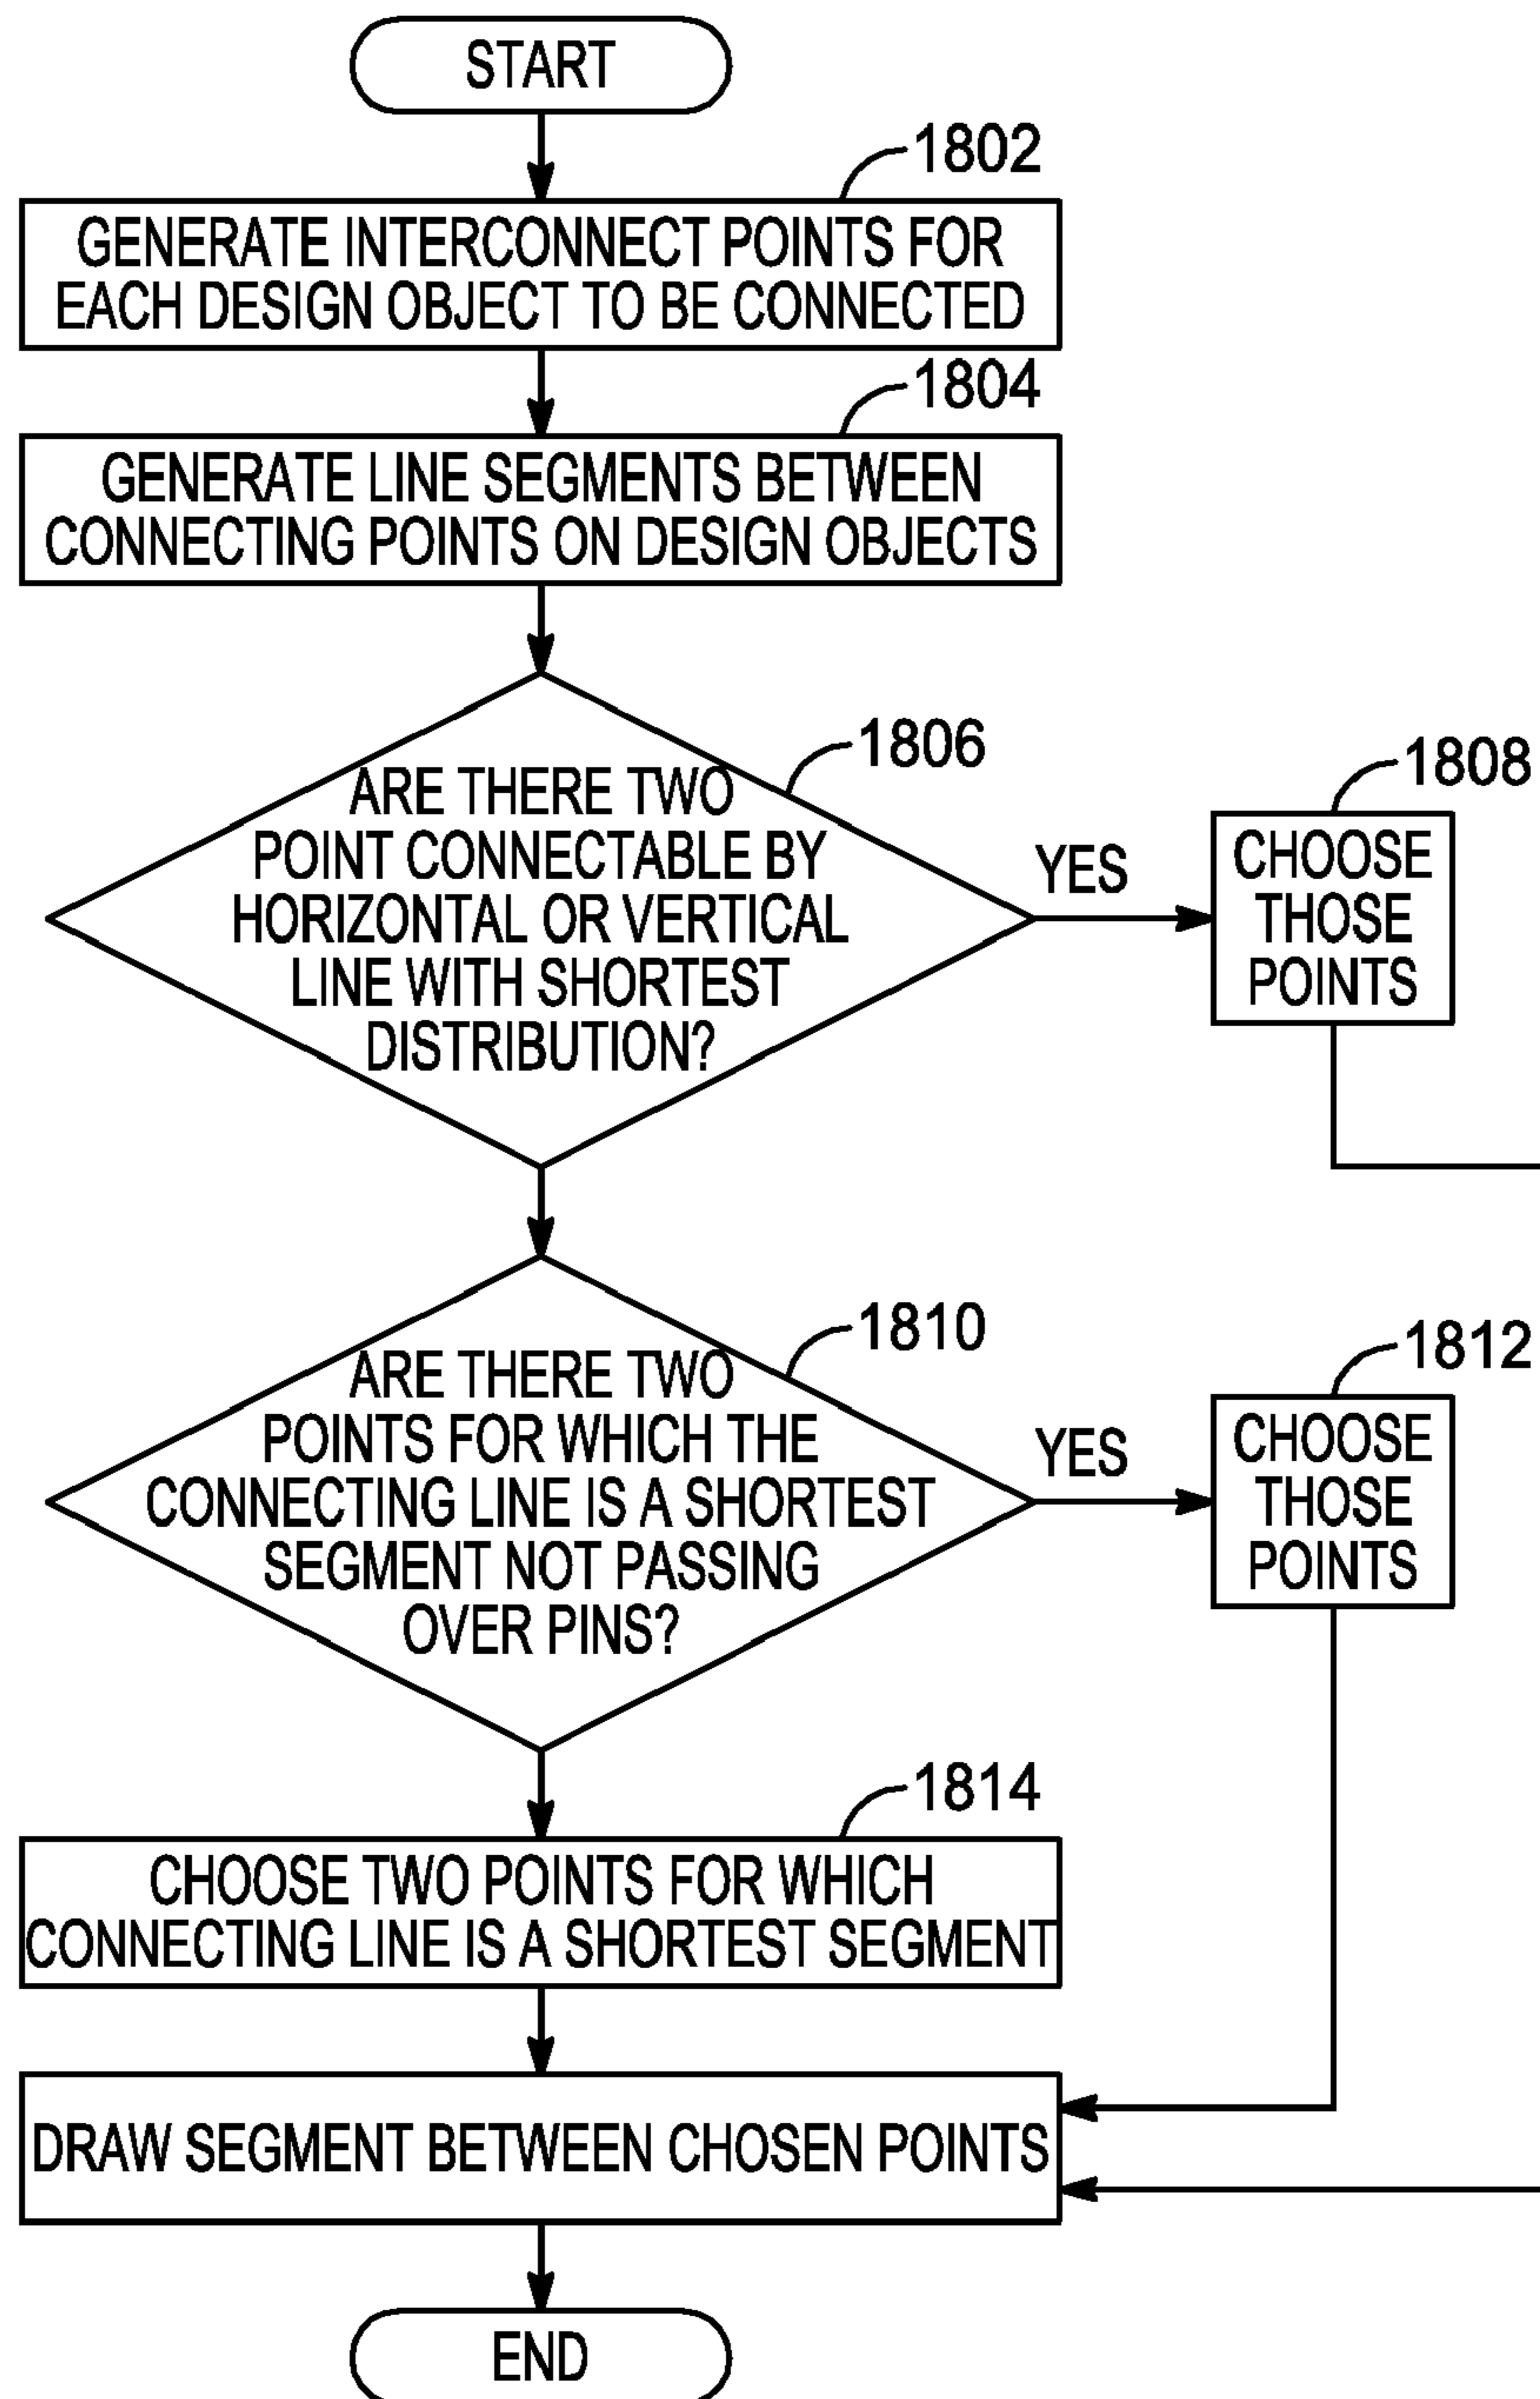 START
1802
GENERATE INTERCONNECT POINTS FOR
EACH DESIGN OBJECT TO BE CONNECTED
1804
GENERATE LINE SEGMENTS BETWEEN
CONNECTING POINTS ON DESIGN OBJECTS
1806
ARE THERE TWO
POINT CONNECTABLE BY
HORIZONTAL OR VERTICAL
LINE WITH SHORTEST
DISTRIBUTION?
YES
1808
CHOOSE
THOSE
POINTS
1810
ARE THERE TWO
POINTS FOR WHICH THE
CONNECTING LINE IS A SHORTEST
SEGMENT NOT PASSING
OVER PINS?
YES
1812
CHOOSE
THOSE
POINTS
1814
CHOOSE TWO POINTS FOR WHICH
CONNECTING LINE IS A SHORTEST SEGMENT
DRAW SEGMENT BETWEEN CHOSEN POINTS
END